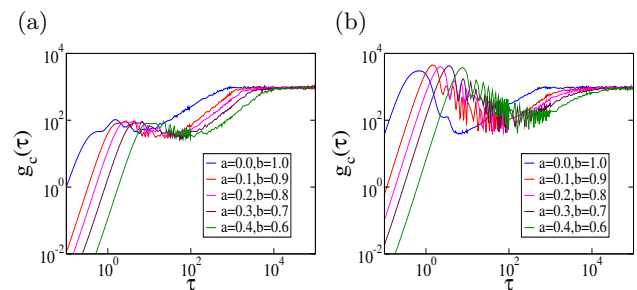 (a)
10^4
10^2
10^0
10^-2
g_c(τ)
a=0.0,b=1.0
a=0.1,b=0.9
a=0.2,b=0.8
a=0.3,b=0.7
a=0.4,b=0.6
10^0
10^2
10^4
τ
(b)
10^4
10^2
10^0
10^-2
g_c(τ)
a=0.0,b=1.0
a=0.1,b=0.9
a=0.2,b=0.8
a=0.3,b=0.7
a=0.4,b=0.6
10^0
10^2
10^4
τ